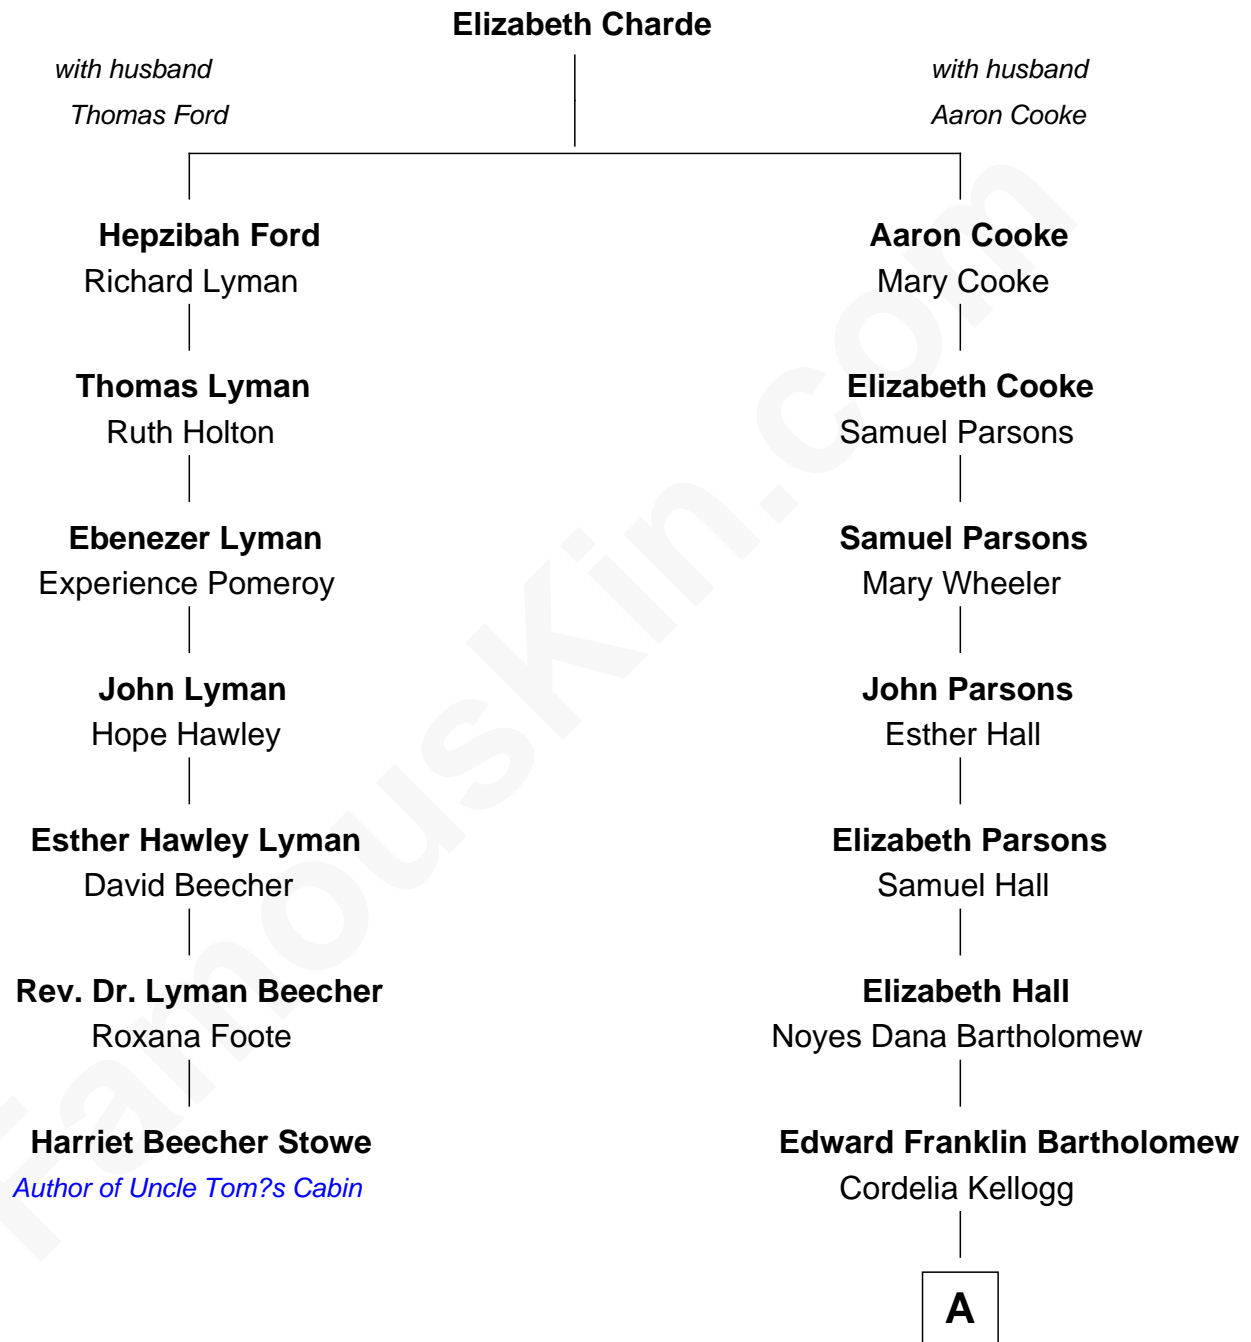 Elizabeth Charde
with husband
Thomas Ford
with husband
Aaron Cooke
Hepzibah Ford
Richard Lyman
Thomas Lyman
Ruth Holton
Ebenezer Lyman
Experience Pomeroy
John Lyman
Hope Hawley
Esther Hawley Lyman
David Beecher
Rev. Dr. Lyman Beecher
Roxana Foote
Harriet Beecher Stowe
Author of Uncle Tom?s Cabin
Aaron Cooke
Mary Cooke
Elizabeth Cooke
Samuel Parsons
Samuel Parsons
Mary Wheeler
John Parsons
Esther Hall
Elizabeth Parsons
Samuel Hall
Elizabeth Hall
Noyes Dana Bartholomew
Edward Franklin Bartholomew
Cordelia Kellogg
A
FamousKin.com